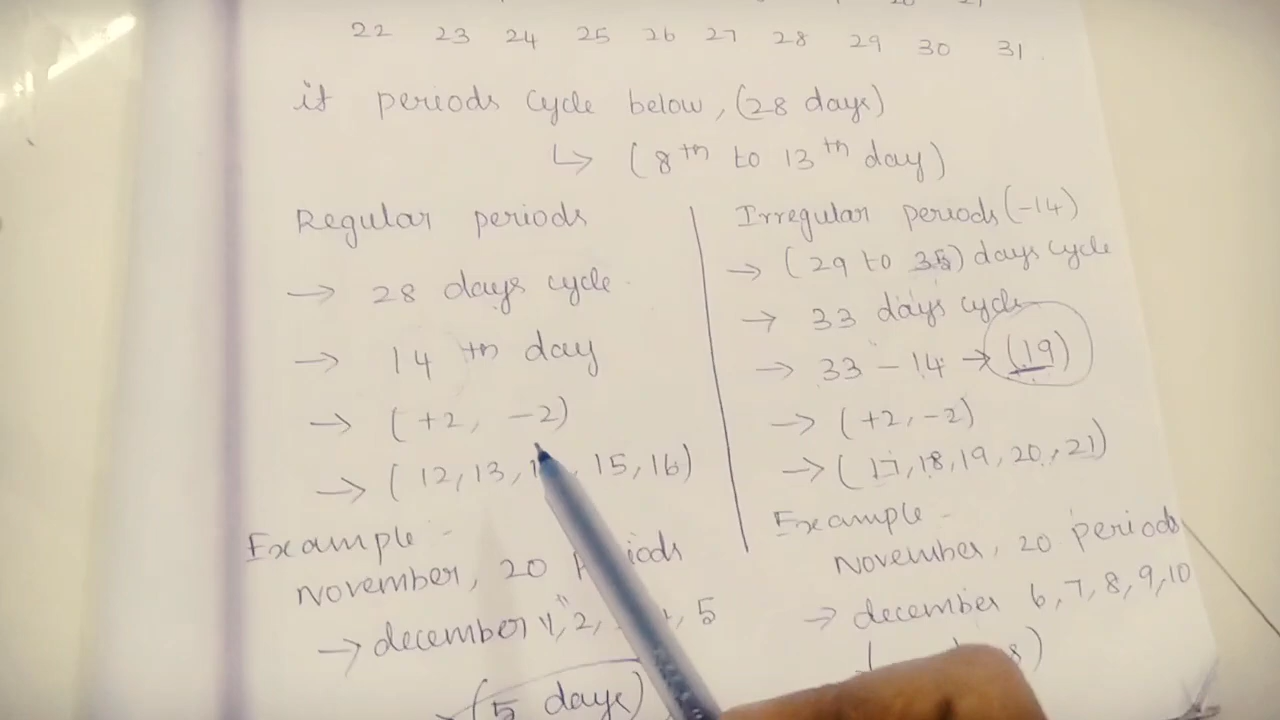 22 23 24 25 26 27 28 29 30 31
if periods cycle below, (28 days)
↳ (8th to 13th day)
Regular periods
→ 28 days cycle
→ 14th day
→ (+2, -2)
→ (12, 13, , 15, 16)
Example -
november, 20
→ december 1, 2, , 5
(5 days)
Irregular periods (-14)
→ (29 to 35) days cycle
→ 33 days cycle
→ 33 - 14 → (19)
→ (+2, -2)
→ (17, 18, 19, 20, 21)
Example -
november, 20 periods
→ december 6, 7, 8, 9, 10